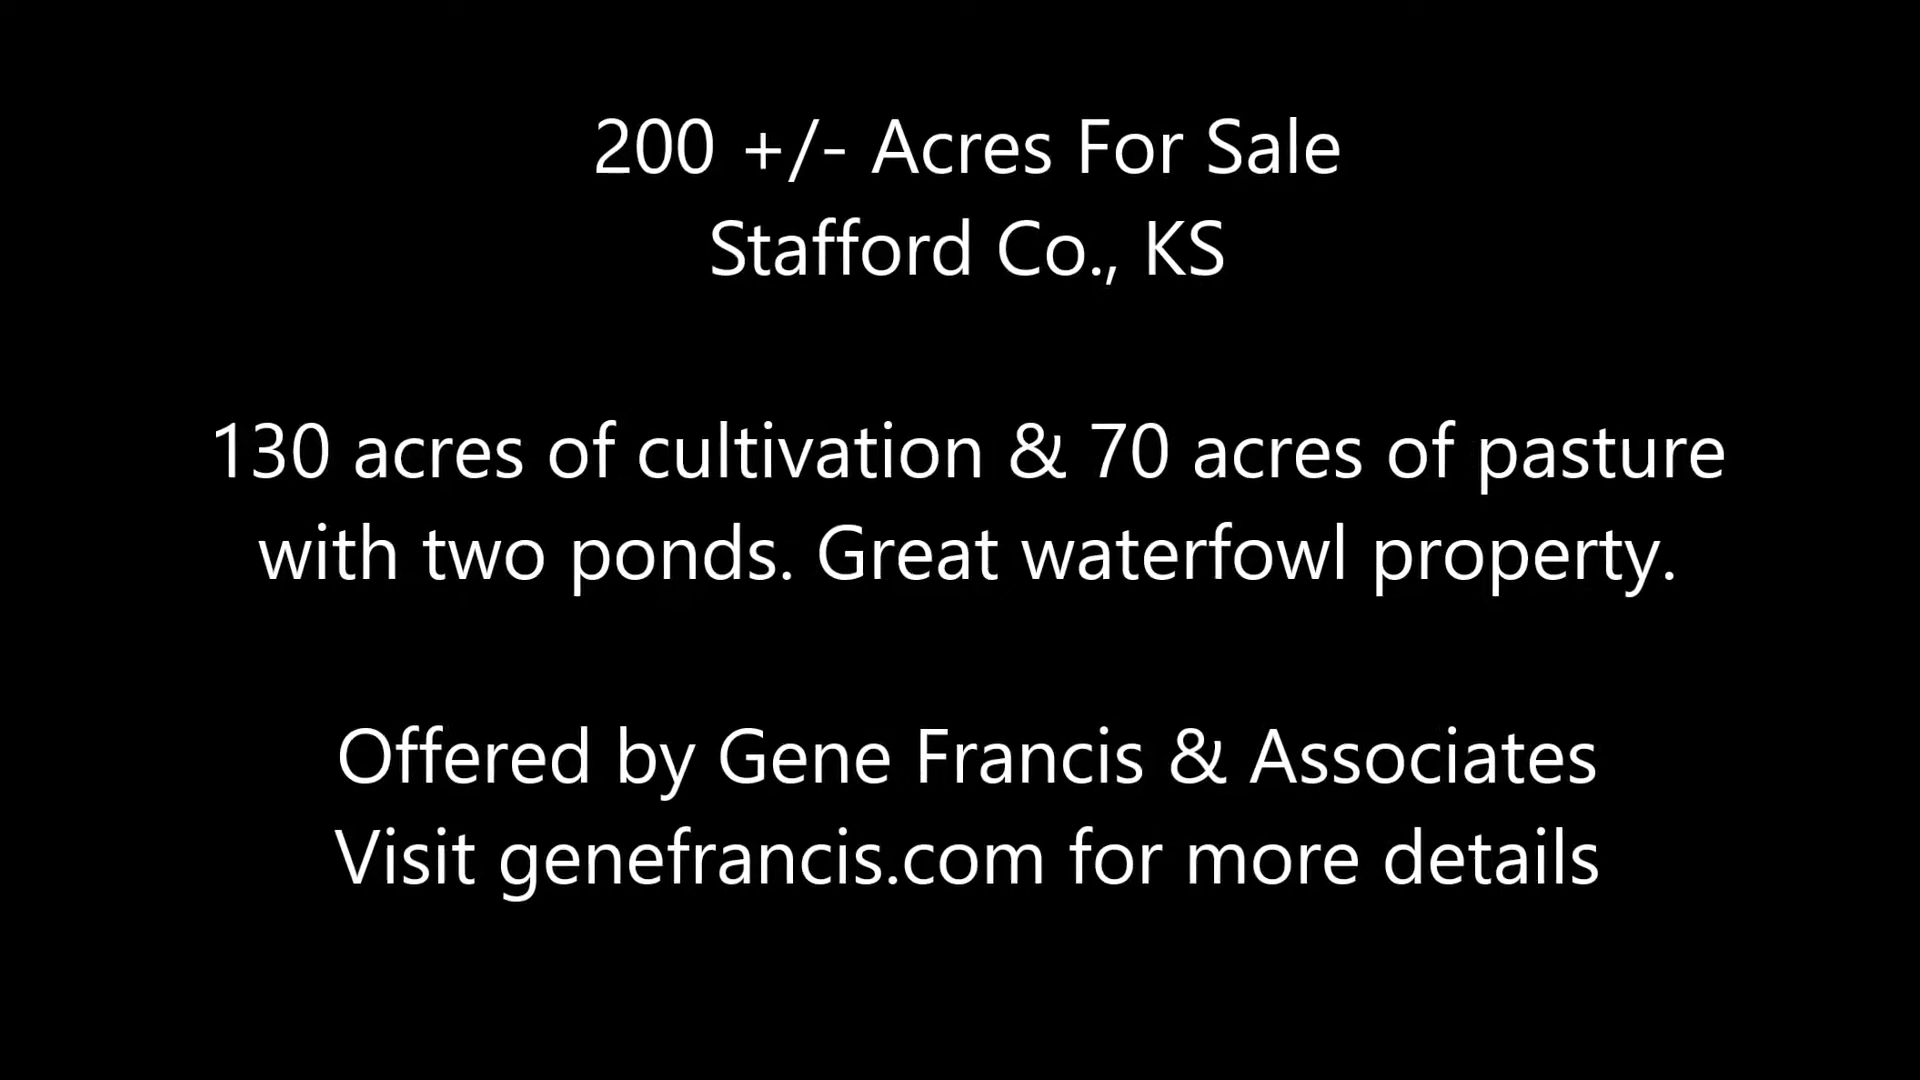 200 +/- Acres For Sale
Stafford Co., KS
130 acres of cultivation & 70 acres of pasture
with two ponds. Great waterfowl property.
Offered by Gene Francis & Associates
Visit genefrancis.com for more details